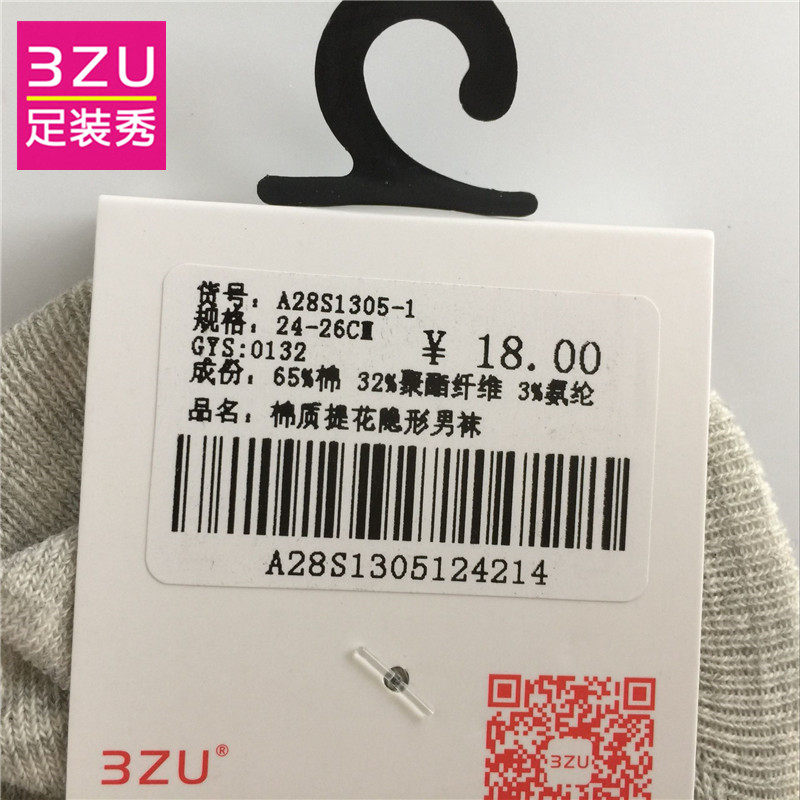 3ZU
足装秀
货号: A28S1305-1
规格: 24-26CM
GYS:0132
¥ 18.00
成份: 65%棉 32%聚酯纤维 3%氨纶
品名: 棉质提花隐形男袜
A28S1305124214
3ZU®
3ZU